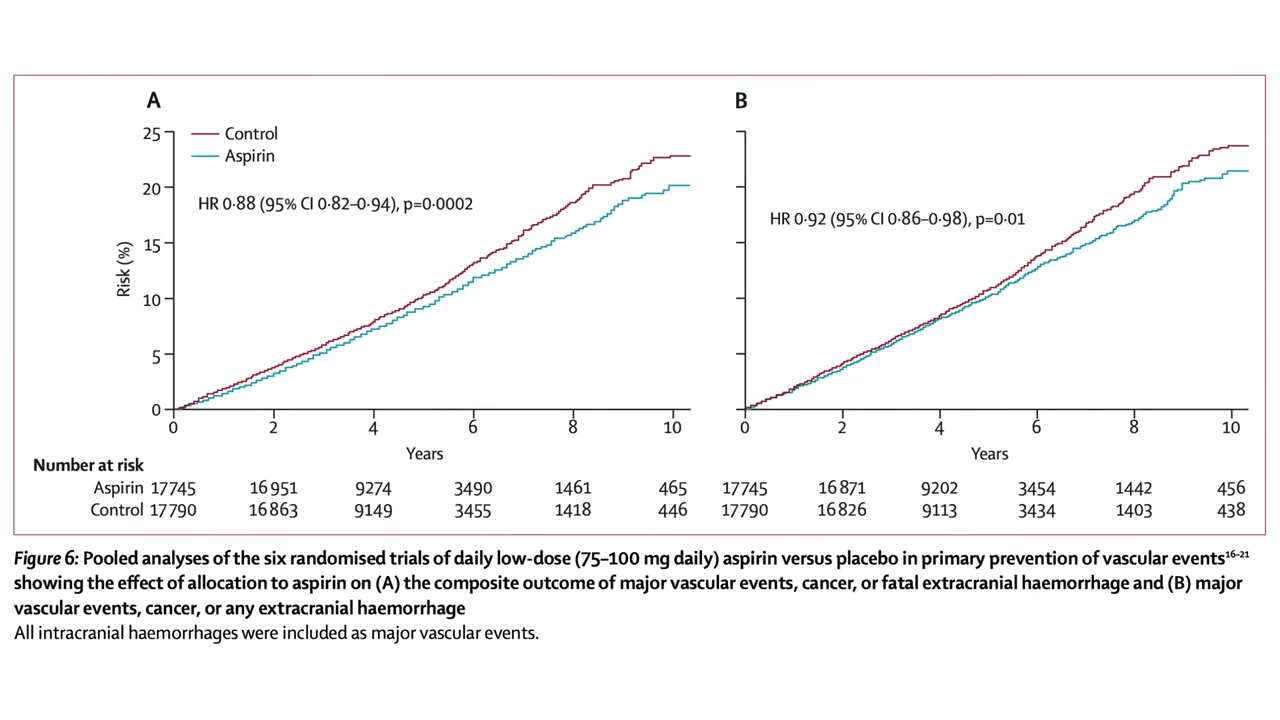 A
B
25
20
15
10
5
0
Risk (%)
Control
Aspirin
HR 0·88 (95% CI 0·82–0·94), p=0·0002
HR 0·92 (95% CI 0·86–0·98), p=0·01
0 2 4 6 8 10
0 2 4 6 8 10
Years
Years
Number at risk
Aspirin 17745 16951 9274 3490 1461 465 17745 16871 9202 3454 1442 456
Control 17790 16863 9149 3455 1418 446 17790 16826 9113 3434 1403 438
Figure 6: Pooled analyses of the six randomised trials of daily low-dose (75–100 mg daily) aspirin versus placebo in primary prevention of vascular events¹⁶⁻²¹
showing the effect of allocation to aspirin on (A) the composite outcome of major vascular events, cancer, or fatal extracranial haemorrhage and (B) major
vascular events, cancer, or any extracranial haemorrhage
All intracranial haemorrhages were included as major vascular events.